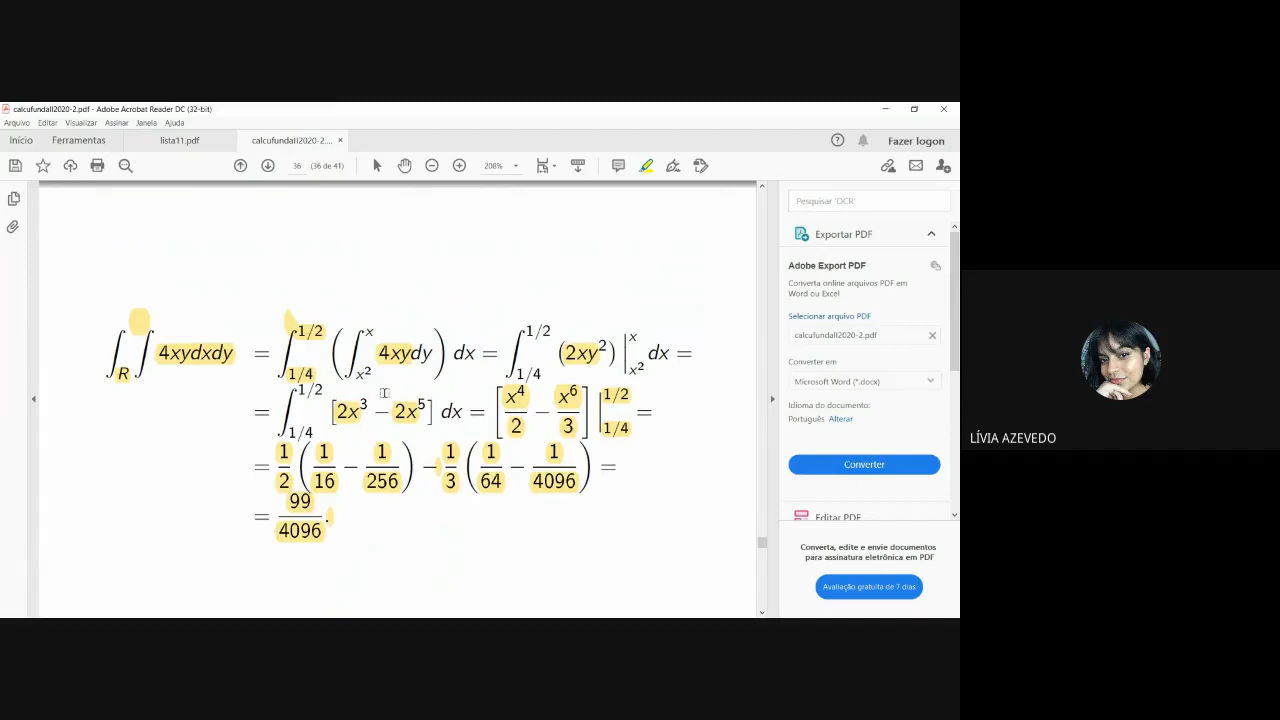 calcufundaII2020-2.pdf - Adobe Acrobat Reader DC (32-bit)
Arquivo Editar Visualizar Assinar Janela Ajuda
Início Ferramentas lista11.pdf calcufundaII2020-2.... × Fazer logon
36 (36 de 41) 208%
Pesquisar 'OCR'
Exportar PDF
Adobe Export PDF
Converta online arquivos PDF em
Word ou Excel
Selecionar arquivo PDF
calcufundaII2020-2.pdf
Converter em
Microsoft Word (*.docx)
Idioma do documento:
Português Alterar
Converter
Editar PDF
Converta, edite e envie documentos
para assinatura eletrônica em PDF
Avaliação gratuita de 7 dias
∫_R ∫ 4xydxdy = ∫_{1/4}^{1/2} (∫_{x²}^{x} 4xydy) dx = ∫_{1/4}^{1/2} (2xy²) |_{x²}^{x} dx =
= ∫_{1/4}^{1/2} [2x³ − 2x⁵] dx = [x⁴/2 − x⁶/3] |_{1/4}^{1/2} =
= 1/2 (1/16 − 1/256) − 1/3 (1/64 − 1/4096) =
= 99/4096.
LÍVIA AZEVEDO